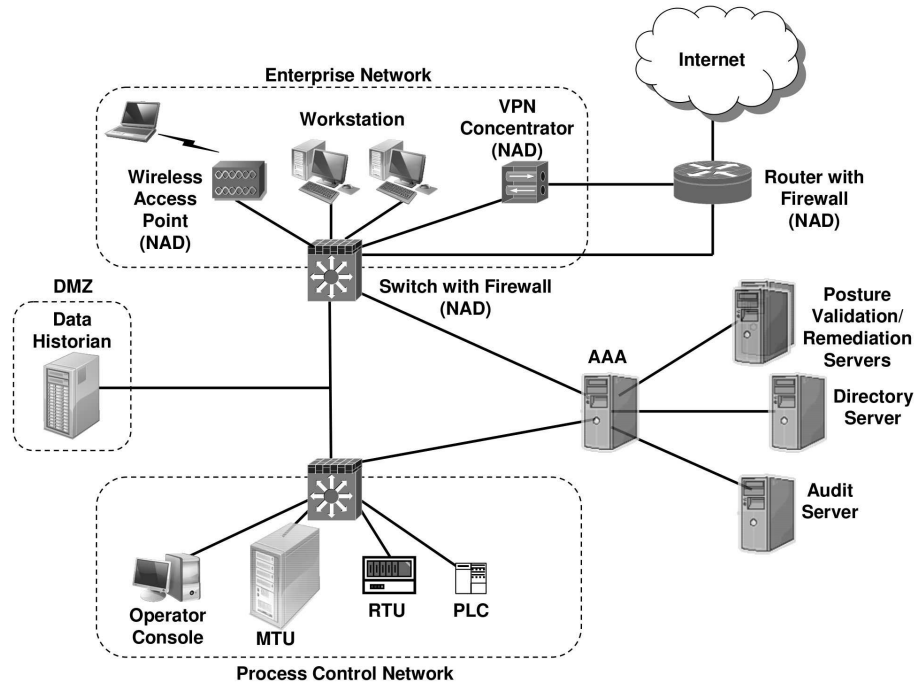 Internet
Enterprise Network
Workstation
VPN
Concentrator
(NAD)
Wireless
Access
Point
(NAD)
Router with
Firewall
(NAD)
Switch with Firewall
(NAD)
DMZ
Data
Historian
AAA
Posture
Validation/
Remediation
Servers
Directory
Server
Audit
Server
Operator
Console
MTU
RTU
PLC
Process Control Network